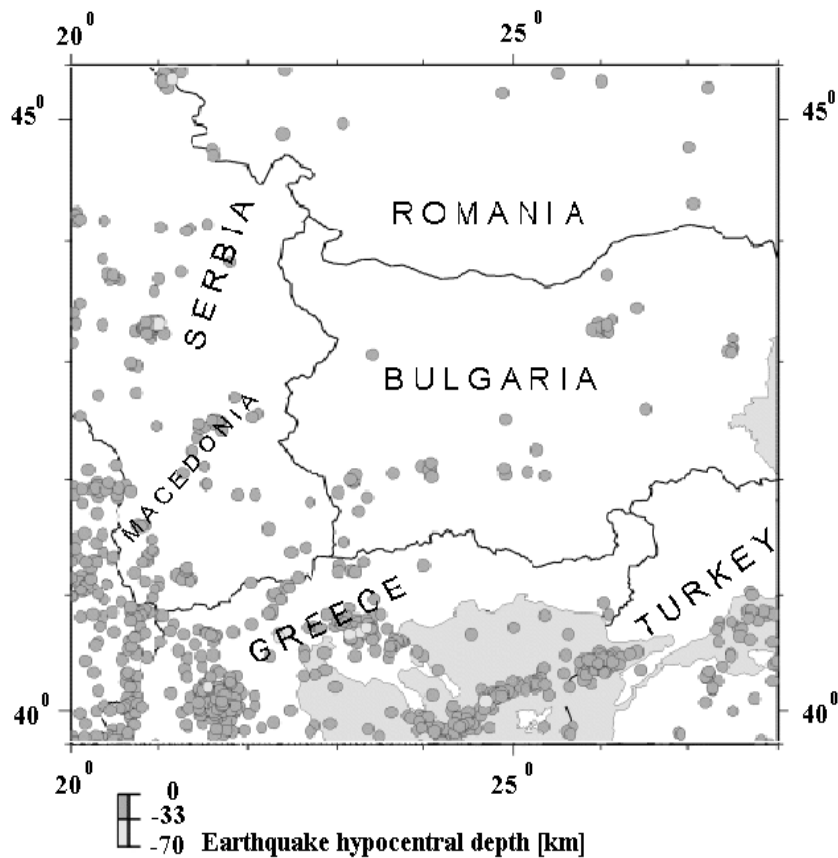 20⁰ 25⁰
45⁰ 45⁰
ROMANIA
SERBIA
BULGARIA
MACEDONIA
TURKEY
GREECE
40⁰ 40⁰
20⁰ 25⁰
0
-33
-70 Earthquake hypocentral depth [km]